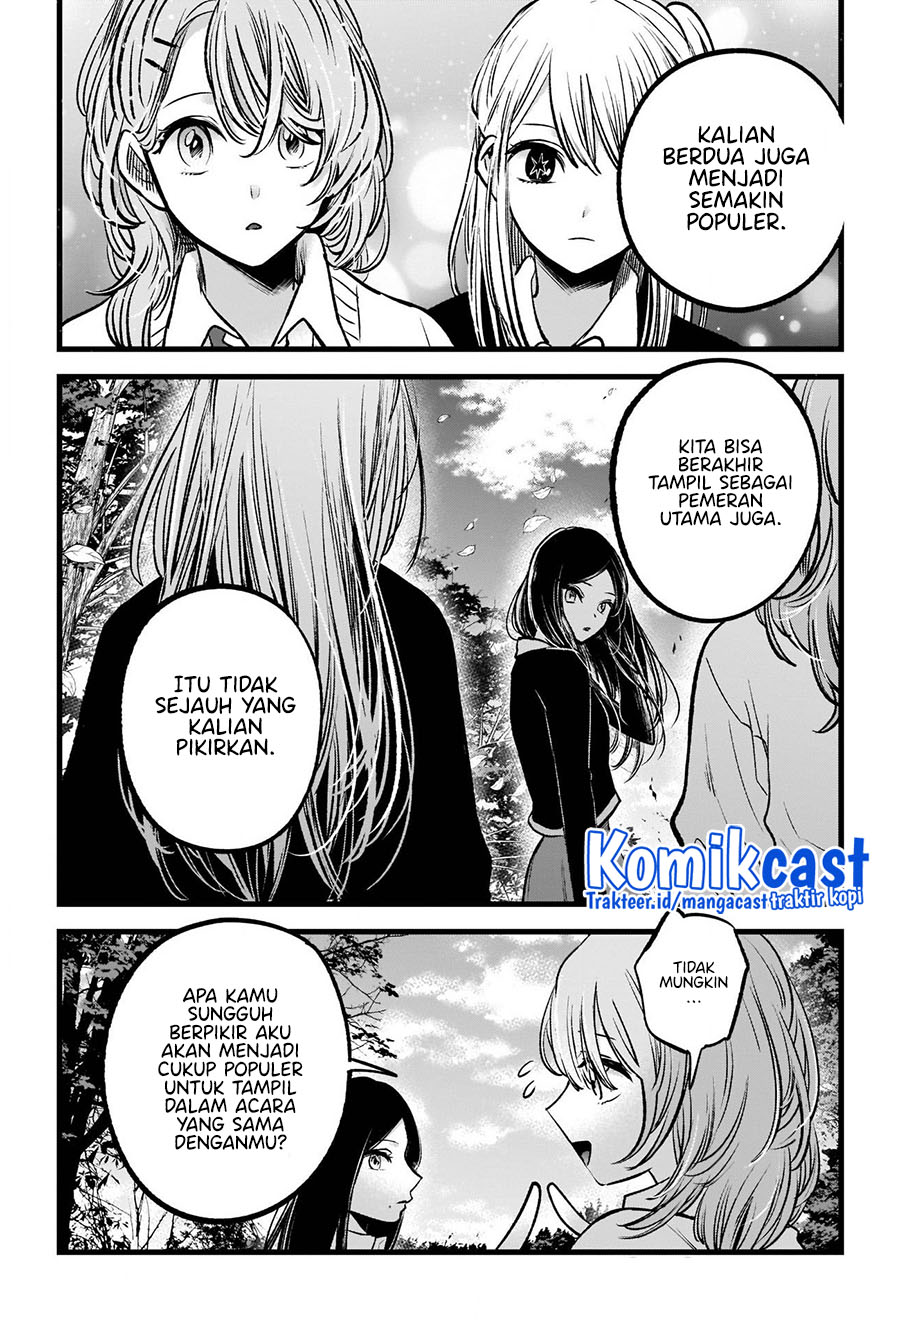 KALIAN
BERDUA JUGA
MENJADI
SEMAKIN
POPULER.
KITA BISA
BERAKHIR
TAMPIL SEBAGAI
PEMERAN
UTAMA JUGA.
ITU TIDAK
SEJAUH YANG
KALIAN
PIKIRKAN.
Komikcast
Trakteer.id/mangacast traktir kopi
TIDAK
MUNGKIN
...
APA KAMU
SUNGGUH
BERPIKIR AKU
AKAN MENJADI
CUKUP POPULER
UNTUK TAMPIL
DALAM ACARA
YANG SAMA
DENGANMU?